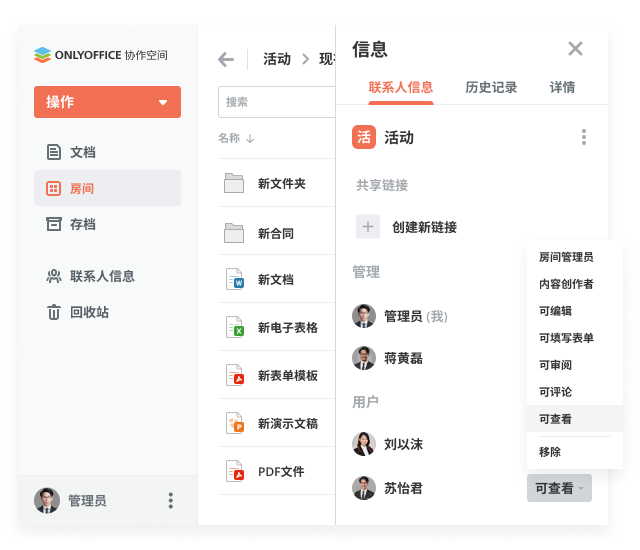 ONLYOFFICE 协作空间
操作
文档
房间
存档
联系人信息
回收站
管理员
活动
搜索
名称
新文件夹
新合同
新文档
新电子表格
新表单模板
新演示文稿
PDF文件
信息
联系人信息 历史记录 详情
活 活动
共享链接
创建新链接
管理
管理员 (我)
蒋黄磊
用户
刘以沫
苏怡君
房间管理员
内容创作者
可编辑
可填写表单
可审阅
可评论
可查看
移除
可查看